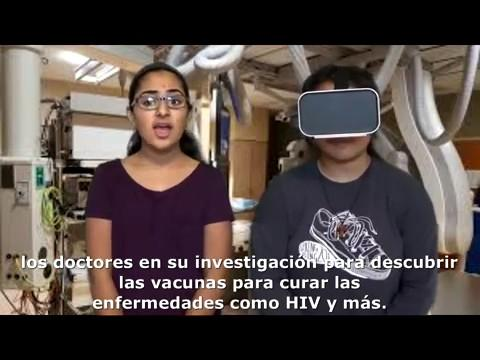 los doctores en su investigación para descubrir
las vacunas para curar las
enfermedades como HIV y más.